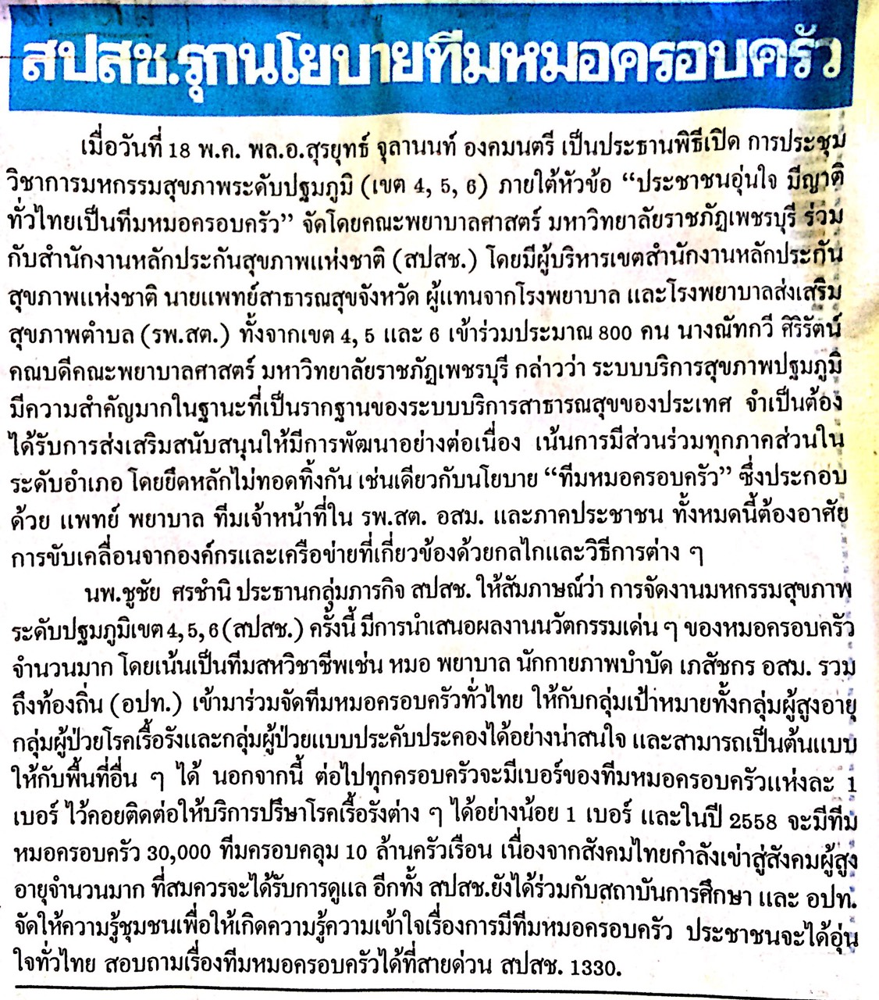 สปสช.รุกนโยบายทีมหมอครอบครัว
เมื่อวันที่ 18 พ.ค. พล.อ.สุรยุทธ์ จุลานนท์ องคมนตรี เป็นประธานพิธีเปิด การประชุม
วิชาการมหกรรมสุขภาพระดับปฐมภูมิ (เขต 4, 5, 6) ภายใต้หัวข้อ “ประชาชนอุ่นใจ มีญาติ
ทั่วไทยเป็นทีมหมอครอบครัว” จัดโดยคณะพยาบาลศาสตร์ มหาวิทยาลัยราชภัฏเพชรบุรี ร่วม
กับสำนักงานหลักประกันสุขภาพแห่งชาติ (สปสช.) โดยมีผู้บริหารเขตสำนักงานหลักประกัน
สุขภาพแห่งชาติ นายแพทย์สาธารณสุขจังหวัด ผู้แทนจากโรงพยาบาล และโรงพยาบาลส่งเสริม
สุขภาพตำบล (รพ.สต.) ทั้งจากเขต 4, 5 และ 6 เข้าร่วมประมาณ 800 คน นางณัทกวี ศิริรัตน์
คณบดีคณะพยาบาลศาสตร์ มหาวิทยาลัยราชภัฏเพชรบุรี กล่าวว่า ระบบบริการสุขภาพปฐมภูมิ
มีความสำคัญมากในฐานะที่เป็นรากฐานของระบบบริการสาธารณสุขของประเทศ จำเป็นต้อง
ได้รับการส่งเสริมสนับสนุนให้มีการพัฒนาอย่างต่อเนื่อง เน้นการมีส่วนร่วมทุกภาคส่วนใน
ระดับอำเภอ โดยยึดหลักไม่ทอดทิ้งกัน เช่นเดียวกับนโยบาย “ทีมหมอครอบครัว” ซึ่งประกอบ
ด้วย แพทย์ พยาบาล ทีมเจ้าหน้าที่ใน รพ.สต. อสม. และภาคประชาชน ทั้งหมดนี้ต้องอาศัย
การขับเคลื่อนจากองค์กรและเครือข่ายที่เกี่ยวข้องด้วยกลไกและวิธีการต่าง ๆ
นพ.ชูชัย ศรชำนิ ประธานกลุ่มภารกิจ สปสช. ให้สัมภาษณ์ว่า การจัดงานมหกรรมสุขภาพ
ระดับปฐมภูมิเขต 4, 5, 6 (สปสช.) ครั้งนี้ มีการนำเสนอผลงานนวัตกรรมเด่น ๆ ของหมอครอบครัว
จำนวนมาก โดยเน้นเป็นทีมสหวิชาชีพเช่น หมอ พยาบาล นักกายภาพบำบัด เภสัชกร อสม. รวม
ถึงท้องถิ่น (อปท.) เข้ามาร่วมจัดทีมหมอครอบครัวทั่วไทย ให้กับกลุ่มเป้าหมายทั้งกลุ่มผู้สูงอายุ
กลุ่มผู้ป่วยโรคเรื้อรังและกลุ่มผู้ป่วยแบบประคับประคองได้อย่างน่าสนใจ และสามารถเป็นต้นแบบ
ให้กับพื้นที่อื่น ๆ ได้ นอกจากนี้ ต่อไปทุกครอบครัวจะมีเบอร์ของทีมหมอครอบครัวแห่งละ 1
เบอร์ ไว้คอยติดต่อให้บริการปรึษาโรคเรื้อรังต่าง ๆ ได้อย่างน้อย 1 เบอร์ และในปี 2558 จะมีทีม
หมอครอบครัว 30,000 ทีมครอบคลุม 10 ล้านครัวเรือน เนื่องจากสังคมไทยกำลังเข่าสู่สังคมผู้สูง
อายุจำนวนมาก ที่สมควรจะได้รับการดูแล อีกทั้ง สปสช.ยังได้ร่วมกับสถาบันการศึกษา และ อปท.
จัดให้ความรู้ชุมชนเพื่อให้เกิดความรู้ความเข้าใจเรื่องการมีทีมหมอครอบครัว ประชาชนจะได้อุ่น
ใจทั่วไทย สอบถามเรื่องทีมหมอครอบครัวได้ที่สายด่วน สปสช. 1330.